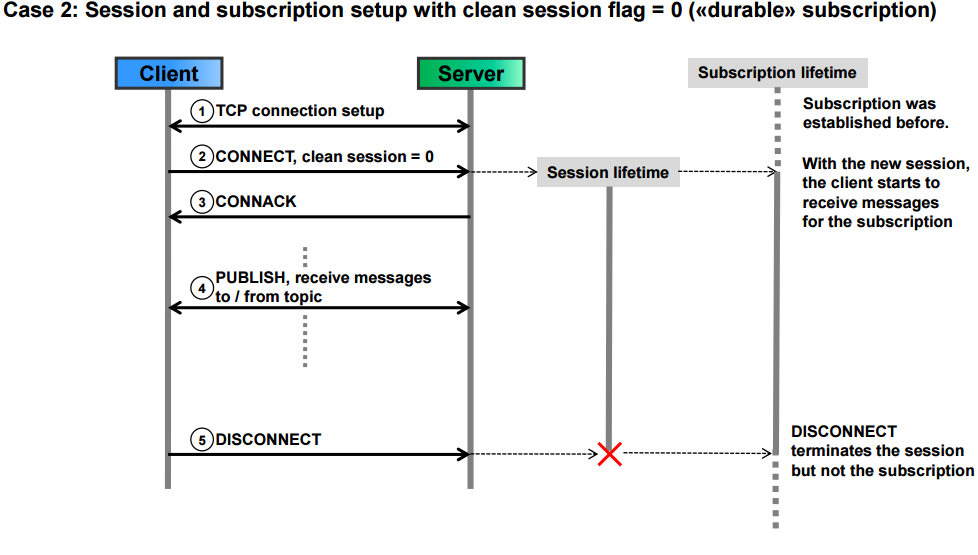 Case 2: Session and subscription setup with clean session flag = 0 («durable» subscription)
Client
Server
Subscription lifetime
1 TCP connection setup
Subscription was
established before.
2 CONNECT, clean session = 0
Session lifetime
With the new session,
the client starts to
receive messages
for the subscription
3 CONNACK
4 PUBLISH, receive messages
to / from topic
5 DISCONNECT
DISCONNECT
terminates the session
but not the subscription